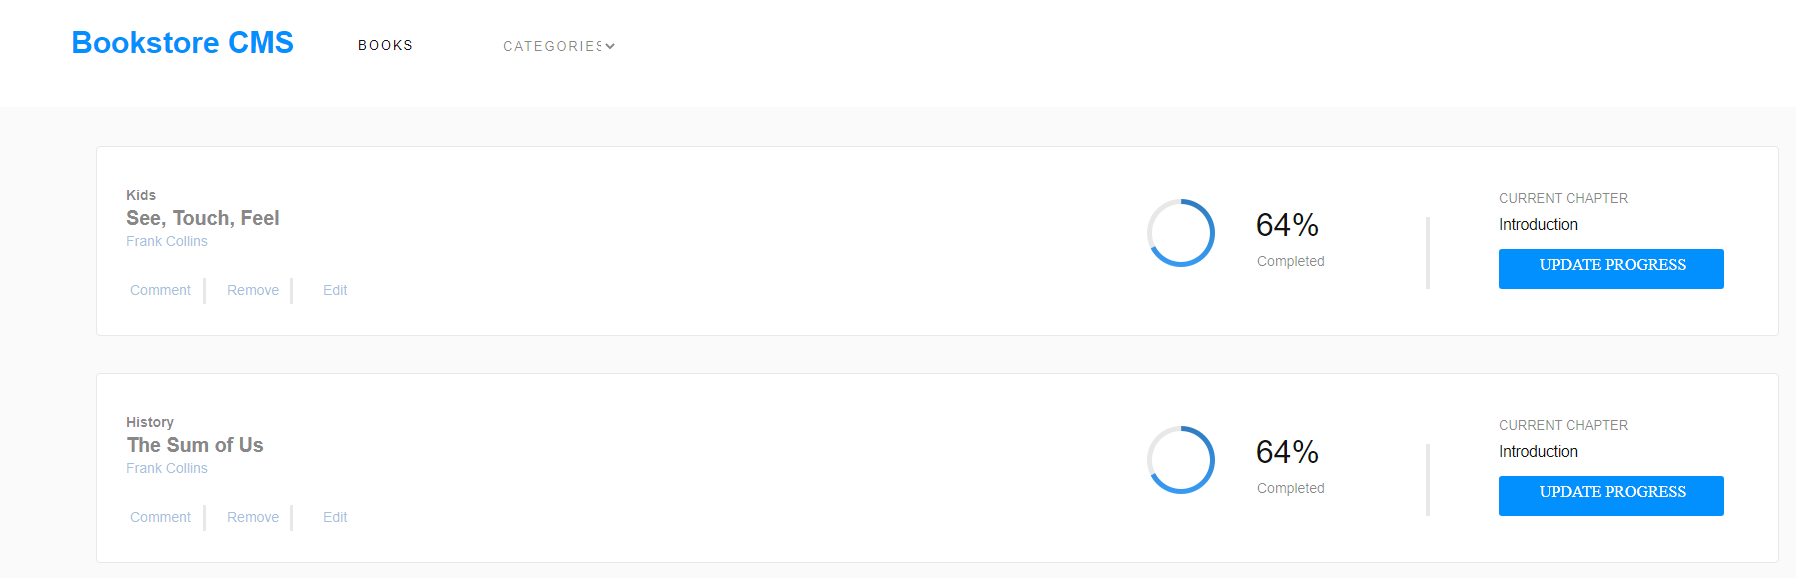 Bookstore CMS
BOOKS
CATEGORIES
Kids
See, Touch, Feel
Frank Collins
Comment
Remove
Edit
64%
Completed
CURRENT CHAPTER
Introduction
UPDATE PROGRESS
History
The Sum of Us
Frank Collins
Comment
Remove
Edit
64%
Completed
CURRENT CHAPTER
Introduction
UPDATE PROGRESS